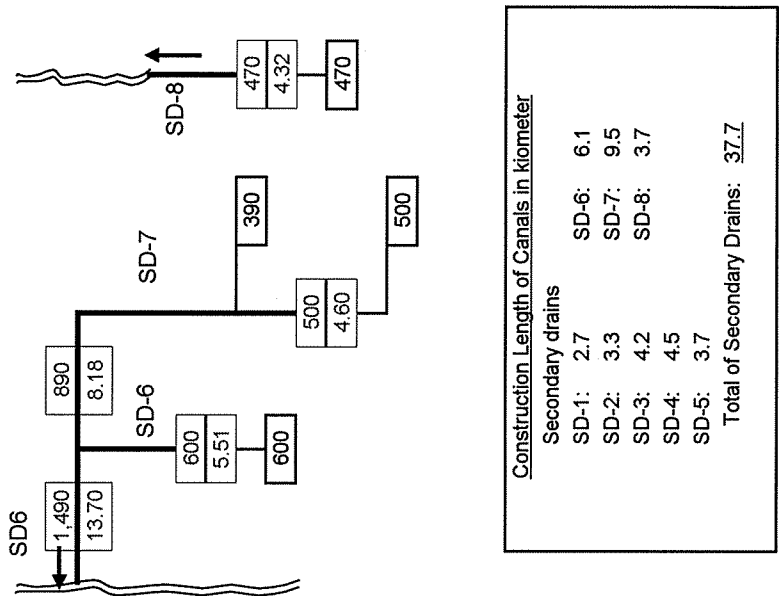 SD6
1,490
13.70
890
8.18
SD-6
600
5.51
600
SD-7
390
500
4.60
500
SD-8
470
4.32
470
Construction Length of Canals in kiometer
Secondary drains
SD-1: 2.7 SD-6: 6.1
SD-2: 3.3 SD-7: 9.5
SD-3: 4.2 SD-8: 3.7
SD-4: 4.5
SD-5: 3.7
Total of Secondary Drains: 37.7